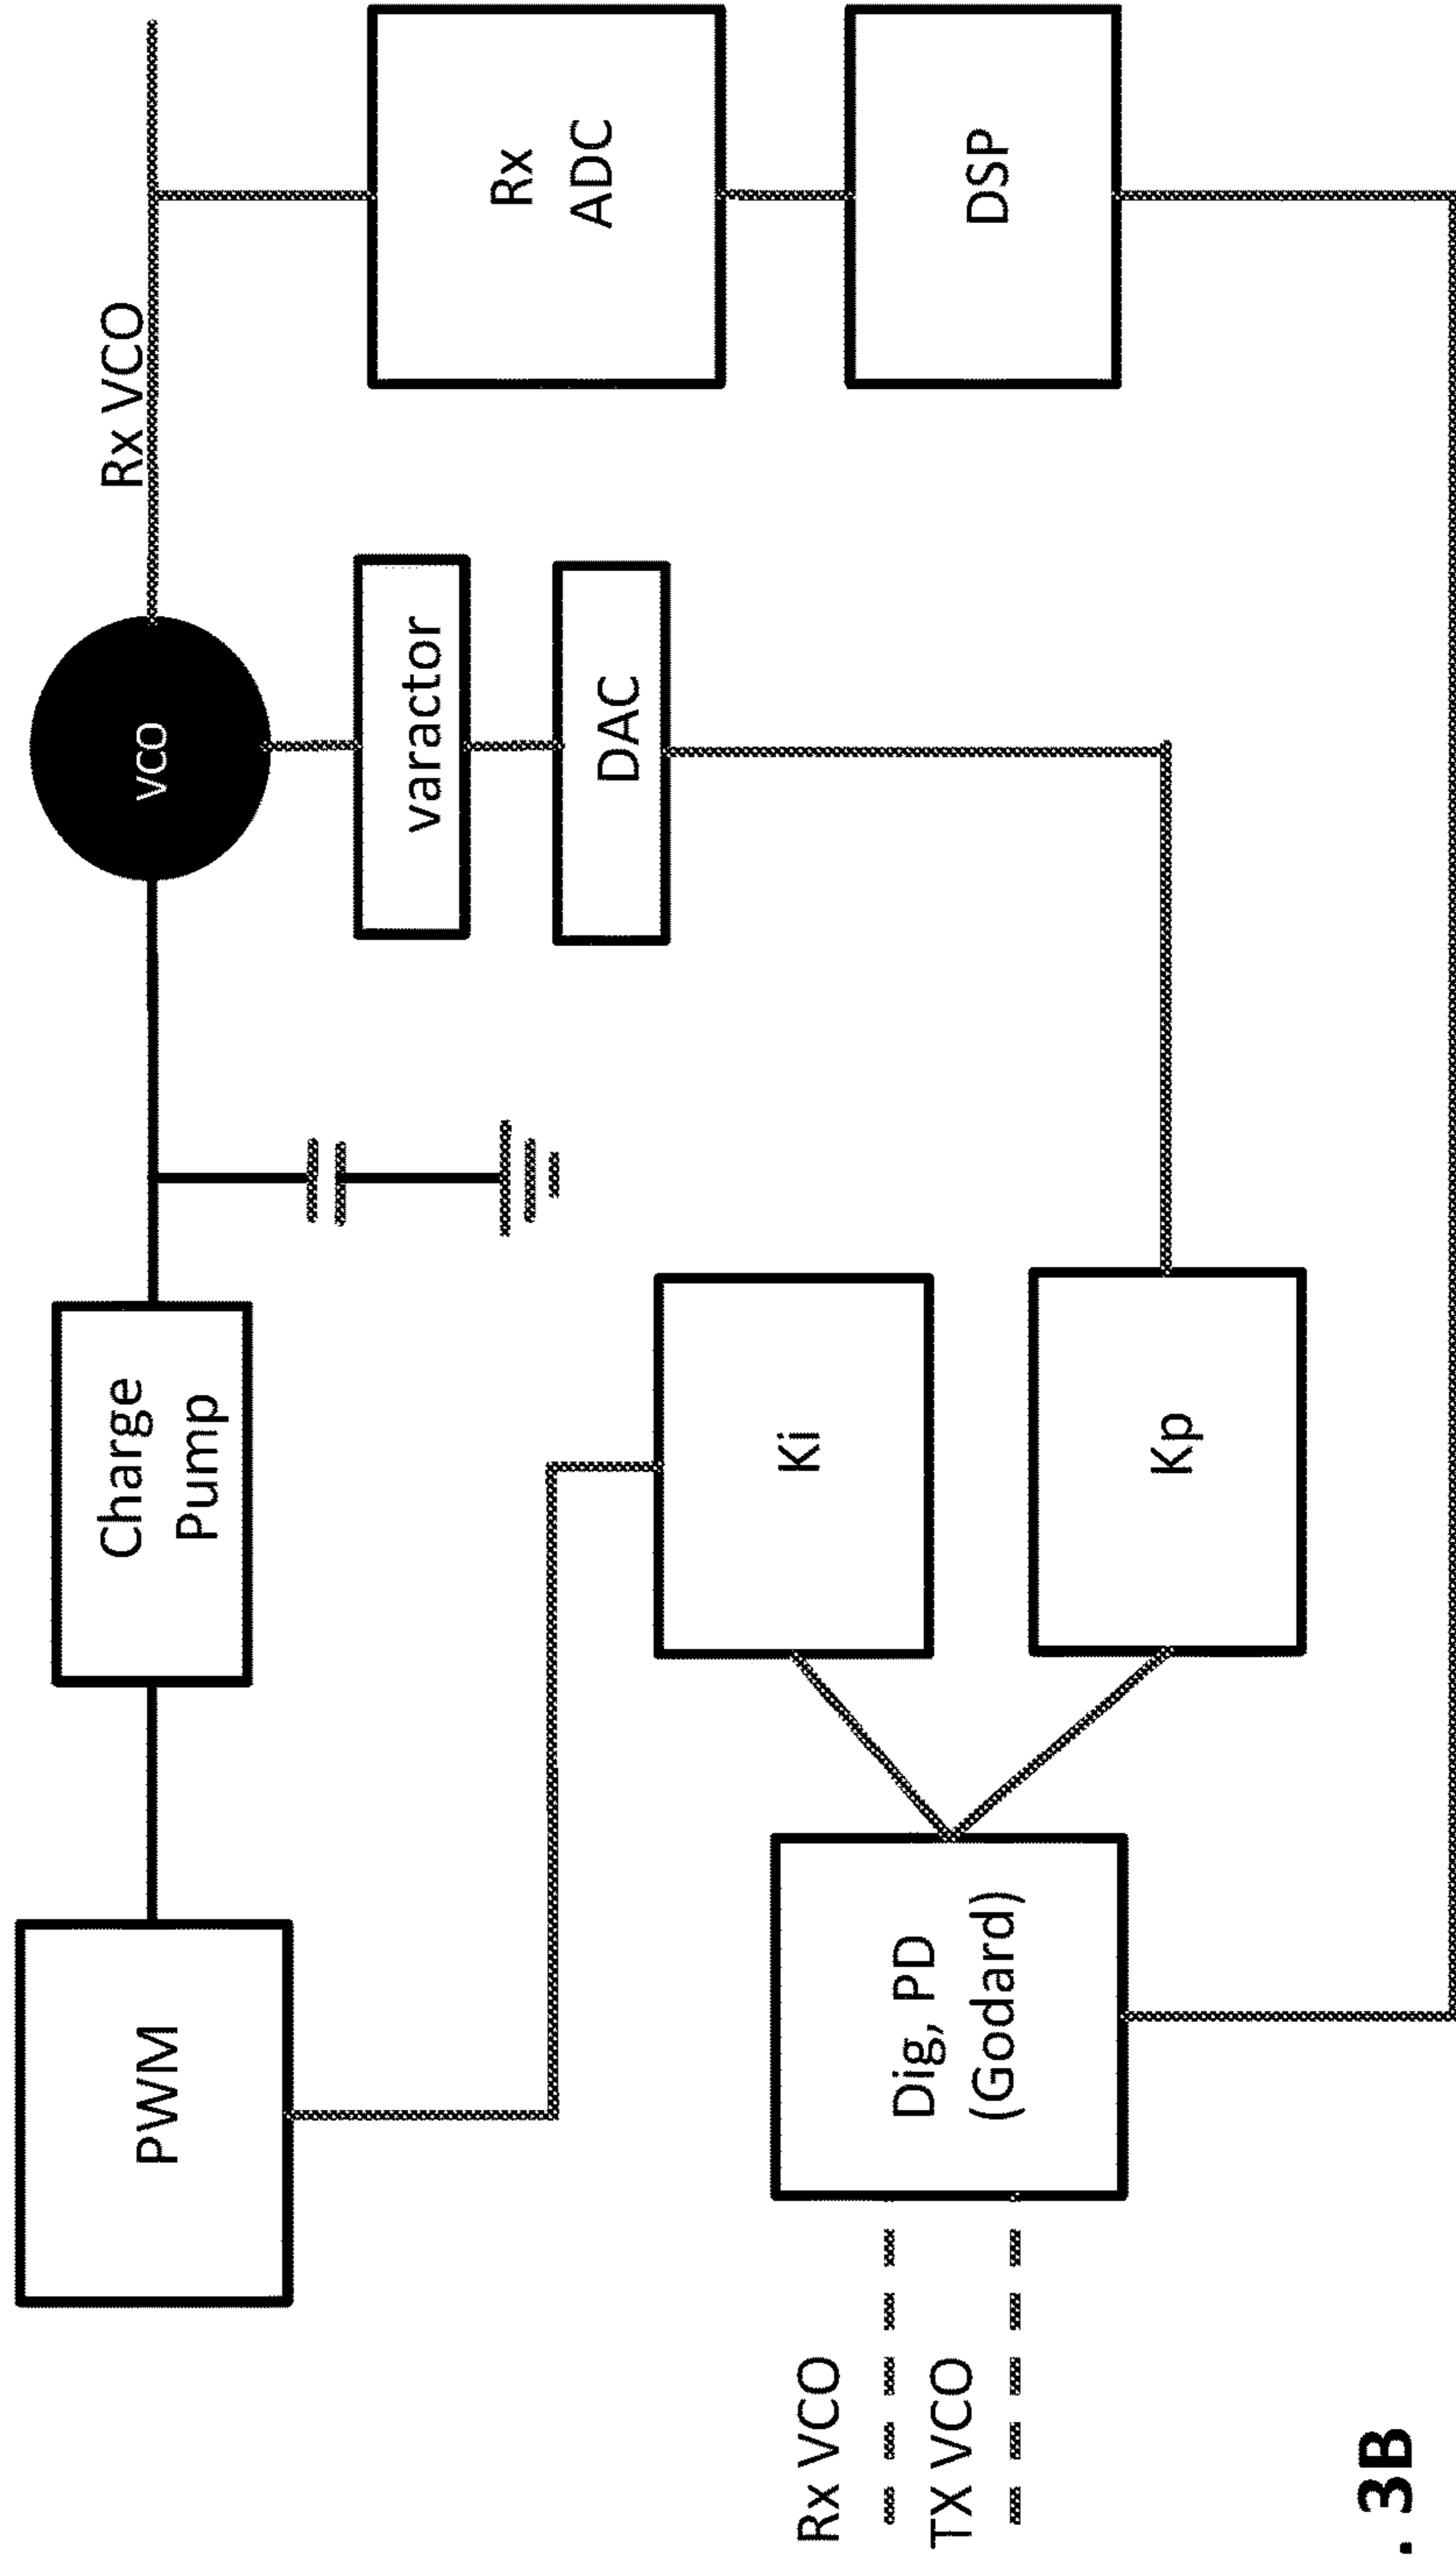 PWM
Charge
Pump
VCO
Rx VCO
varactor
DAC
Rx
ADC
DSP
Ki
Kp
Dig, PD
(Godard)
Rx VCO
TX VCO
. 3B